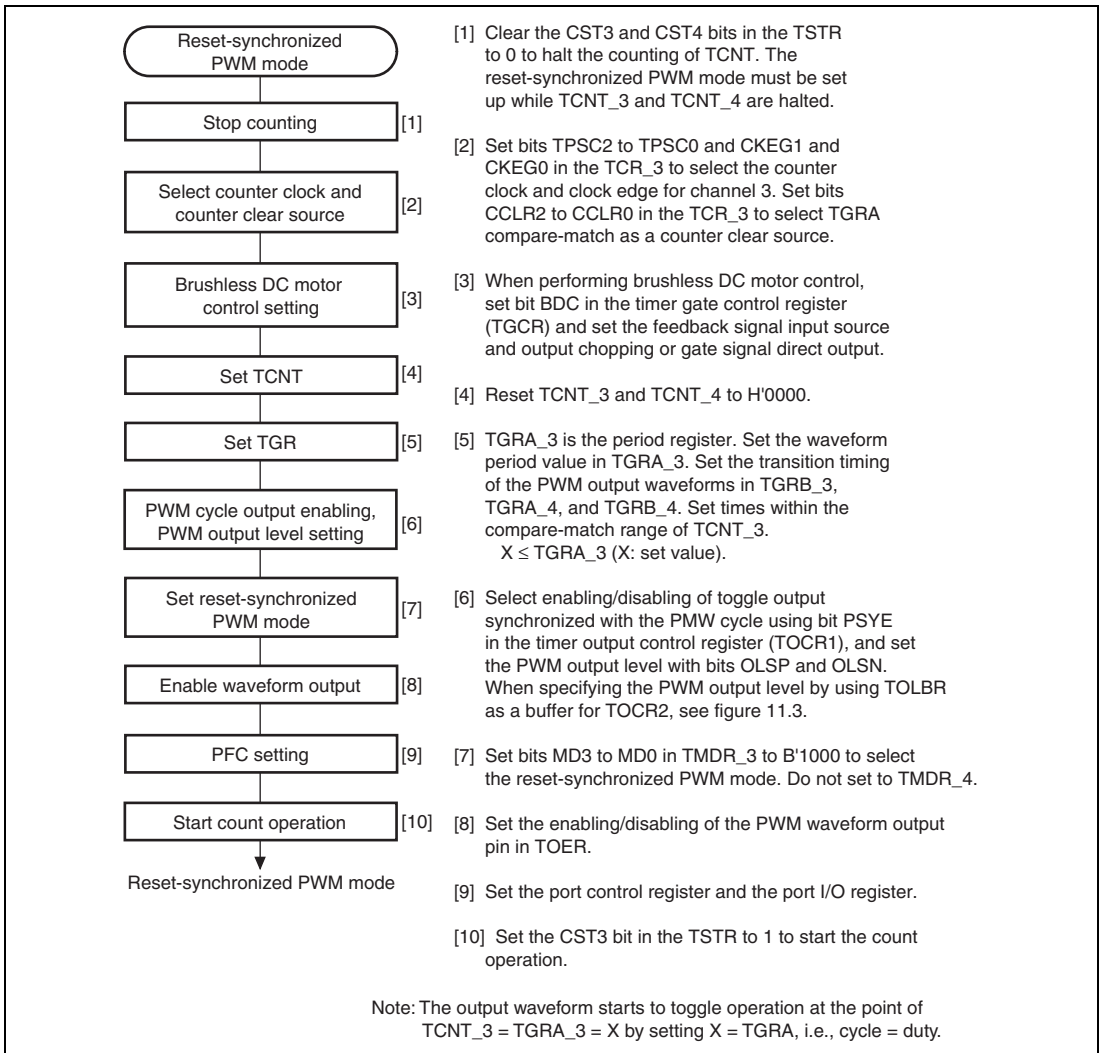 Reset-synchronized
PWM mode
Stop counting
[1]
Select counter clock and
counter clear source
[2]
Brushless DC motor
control setting
[3]
Set TCNT
[4]
Set TGR
[5]
PWM cycle output enabling,
PWM output level setting
[6]
Set reset-synchronized
PWM mode
[7]
Enable waveform output
[8]
PFC setting
[9]
Start count operation
[10]
Reset-synchronized PWM mode
[1] Clear the CST3 and CST4 bits in the TSTR
to 0 to halt the counting of TCNT. The
reset-synchronized PWM mode must be set
up while TCNT_3 and TCNT_4 are halted.
[2] Set bits TPSC2 to TPSC0 and CKEG1 and
CKEG0 in the TCR_3 to select the counter
clock and clock edge for channel 3. Set bits
CCLR2 to CCLR0 in the TCR_3 to select TGRA
compare-match as a counter clear source.
[3] When performing brushless DC motor control,
set bit BDC in the timer gate control register
(TGCR) and set the feedback signal input source
and output chopping or gate signal direct output.
[4] Reset TCNT_3 and TCNT_4 to H'0000.
[5] TGRA_3 is the period register. Set the waveform
period value in TGRA_3. Set the transition timing
of the PWM output waveforms in TGRB_3,
TGRA_4, and TGRB_4. Set times within the
compare-match range of TCNT_3.
X ≤ TGRA_3 (X: set value).
[6] Select enabling/disabling of toggle output
synchronized with the PMW cycle using bit PSYE
in the timer output control register (TOCR1), and set
the PWM output level with bits OLSP and OLSN.
When specifying the PWM output level by using TOLBR
as a buffer for TOCR2, see figure 11.3.
[7] Set bits MD3 to MD0 in TMDR_3 to B'1000 to select
the reset-synchronized PWM mode. Do not set to TMDR_4.
[8] Set the enabling/disabling of the PWM waveform output
pin in TOER.
[9] Set the port control register and the port I/O register.
[10] Set the CST3 bit in the TSTR to 1 to start the count
operation.
Note: The output waveform starts to toggle operation at the point of
TCNT_3 = TGRA_3 = X by setting X = TGRA, i.e., cycle = duty.